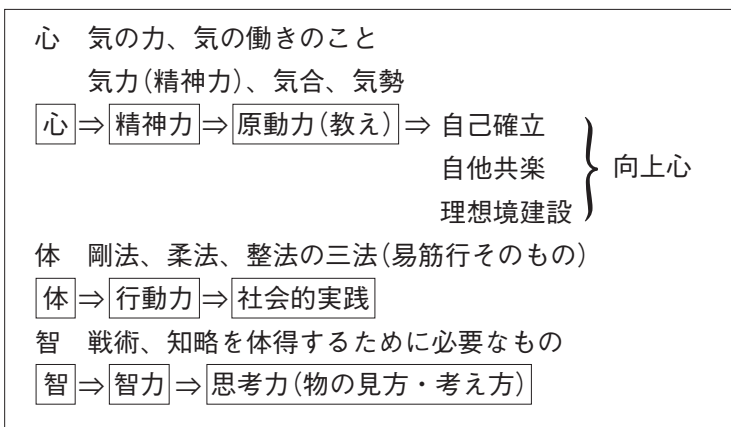 心　気の力、気の働きのこと
気力（精神力）、気合、気勢
心⇒精神力⇒原動力（教え）⇒ 自己確立
自他共楽　向上心
理想境建設
体　剛法、柔法、整法の三法（易筋行そのもの）
体⇒行動力⇒社会的実践
智　戦術、知略を体得するために必要なもの
智⇒智力⇒思考力（物の見方・考え方）